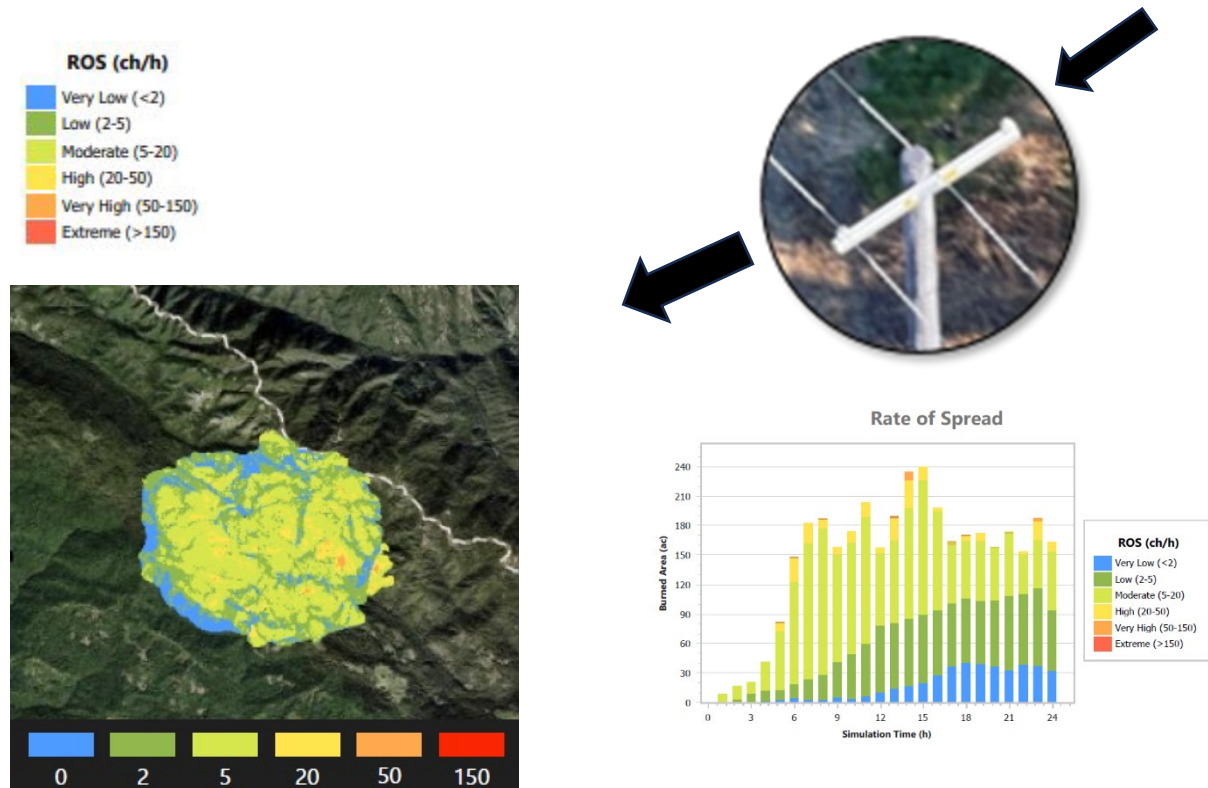 ROS (ch/h)
Very Low (<2)
Low (2-5)
Moderate (5-20)
High (20-50)
Very High (50-150)
Extreme (>150)
0 2 5 20 50 150
Rate of Spread
Burned Area (ac)
240
210
180
150
120
90
60
30
0
0 3 6 9 12 15 18 21 24
Simulation Time (h)
ROS (ch/h)
Very Low (<2)
Low (2-5)
Moderate (5-20)
High (20-50)
Very High (50-150)
Extreme (>150)